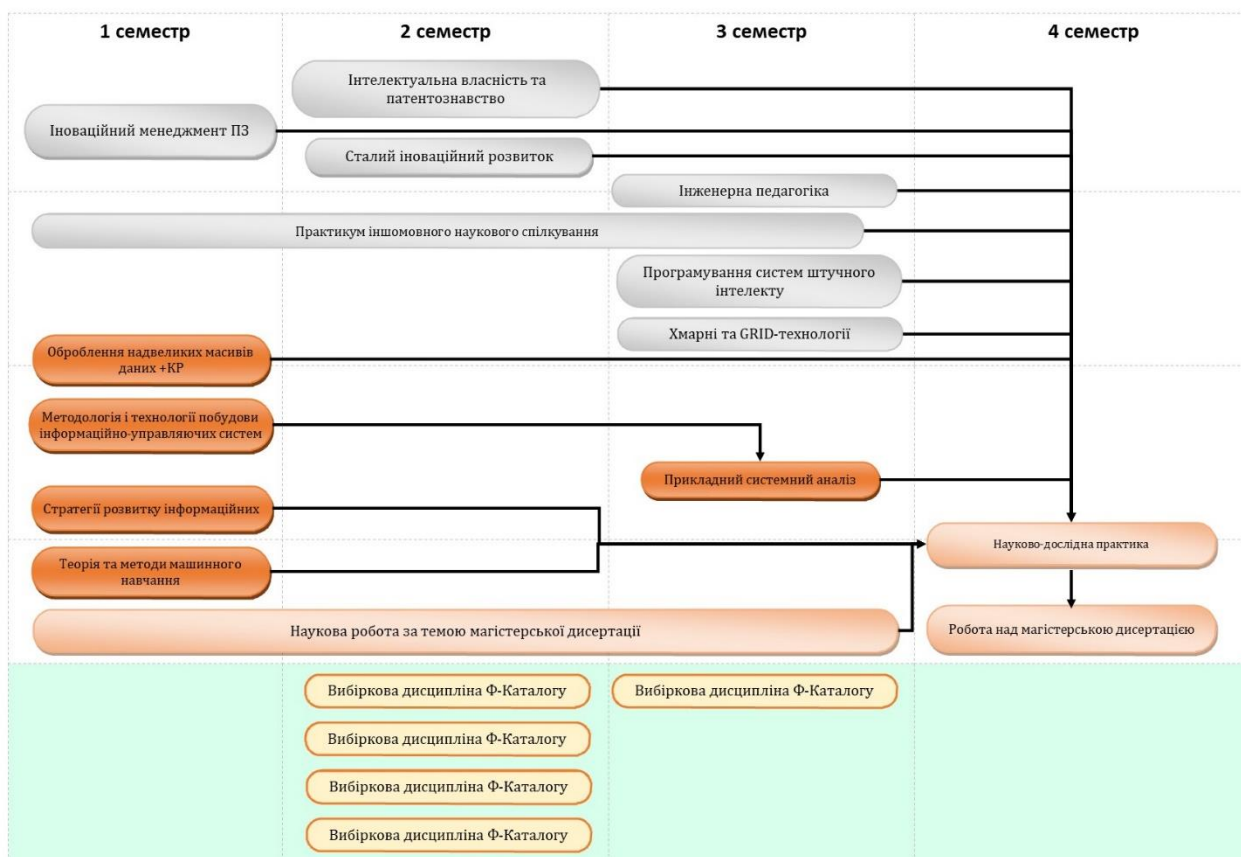 1 семестр
2 семестр
3 семестр
4 семестр
Інтелектуальна власність та
патентознавство
Іноваційний менеджмент ПЗ
Сталий іноваційний розвиток
Інженерна педагогіка
Практикум іншомовного наукового спілкування
Програмування систем штучного
інтелекту
Хмарні та GRID-технології
Оброблення надвеликих масивів
даних +КР
Методологія і технології побудови
інформаційно-управляючих систем
Прикладний системний аналіз
Стратегії розвитку інформаційних
Науково-дослідна практика
Теорія та методи машинного
навчання
Наукова робота за темою магістерської дисертації
Робота над магістерською дисертацією
Вибіркова дисципліна Ф-Каталогу
Вибіркова дисципліна Ф-Каталогу
Вибіркова дисципліна Ф-Каталогу
Вибіркова дисципліна Ф-Каталогу
Вибіркова дисципліна Ф-Каталогу